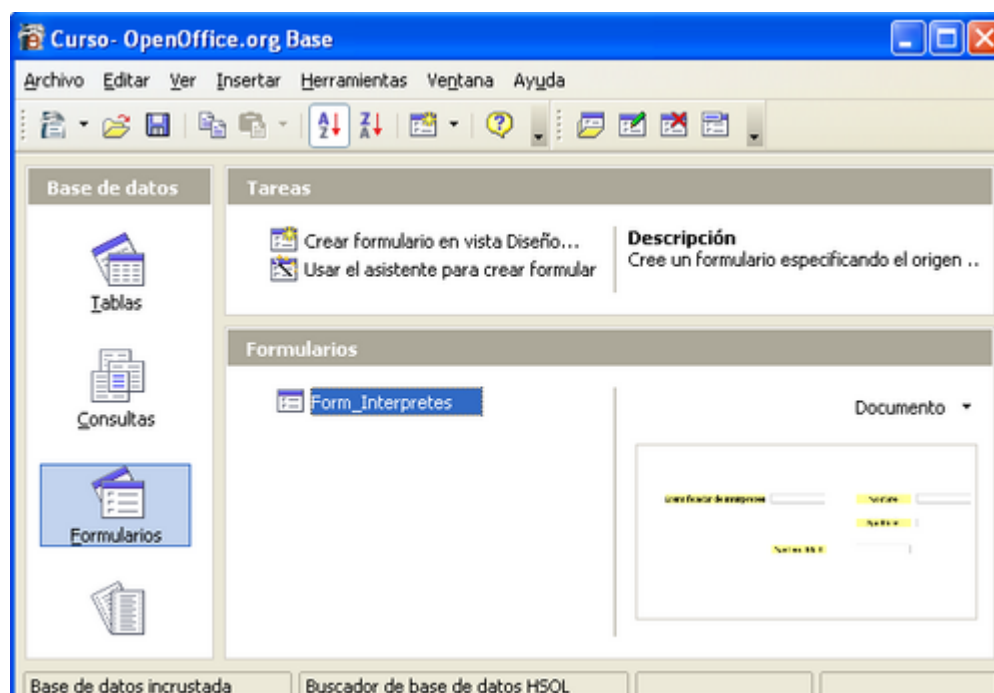 Curso- OpenOffice.org Base
Archivo Editar Ver Insertar Herramientas Ventana Ayuda
Base de datos
Tareas
Crear formulario en vista Diseño...
Usar el asistente para crear formular
Descripción
Cree un formulario especificando el origen ..
Tablas
Consultas
Formularios
Formularios
Form_Interpretes
Documento
Base de datos incrustada
Buscador de base de datos HSQL